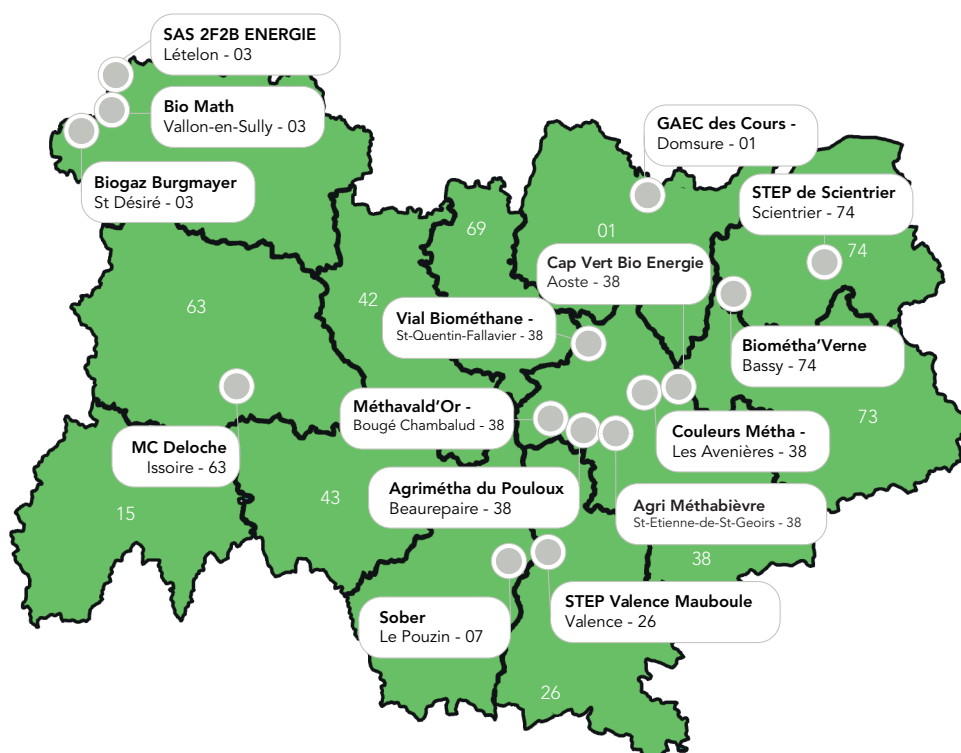 SAS 2F2B ENERGIE
Lételon - 03
Bio Math
Vallon-en-Sully - 03
Biogaz Burgmayer
St Désiré - 03
GAEC des Cours -
Domsure - 01
STEP de Scientrier
Scientrier - 74
69
01
74
Cap Vert Bio Energie
Aoste - 38
63
42
Vial Biométhane -
St-Quentin-Fallavier - 38
Biométha’Verne
Bassy - 74
Méthavald’Or -
Bougé Chambalud - 38
73
Couleurs Métha -
Les Avenières - 38
MC Deloche
Issoire - 63
Agrimétha du Pouloux
Beaurepaire - 38
43
15
Agri Méthabièvre
St-Etienne-de-St-Geoirs - 38
38
Sober
Le Pouzin - 07
STEP Valence Mauboule
Valence - 26
26